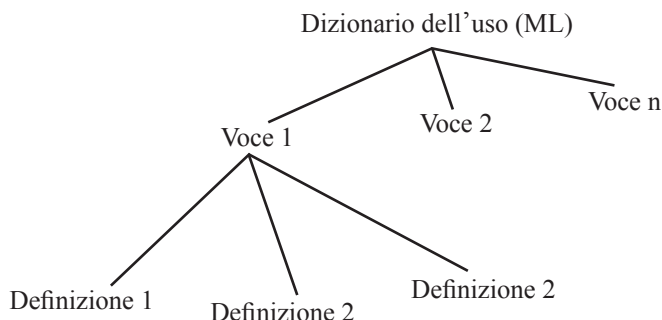 Dizionario dell’uso (ML)
Voce 1
Voce 2
Voce n
Definizione 1
Definizione 2
Definizione 2